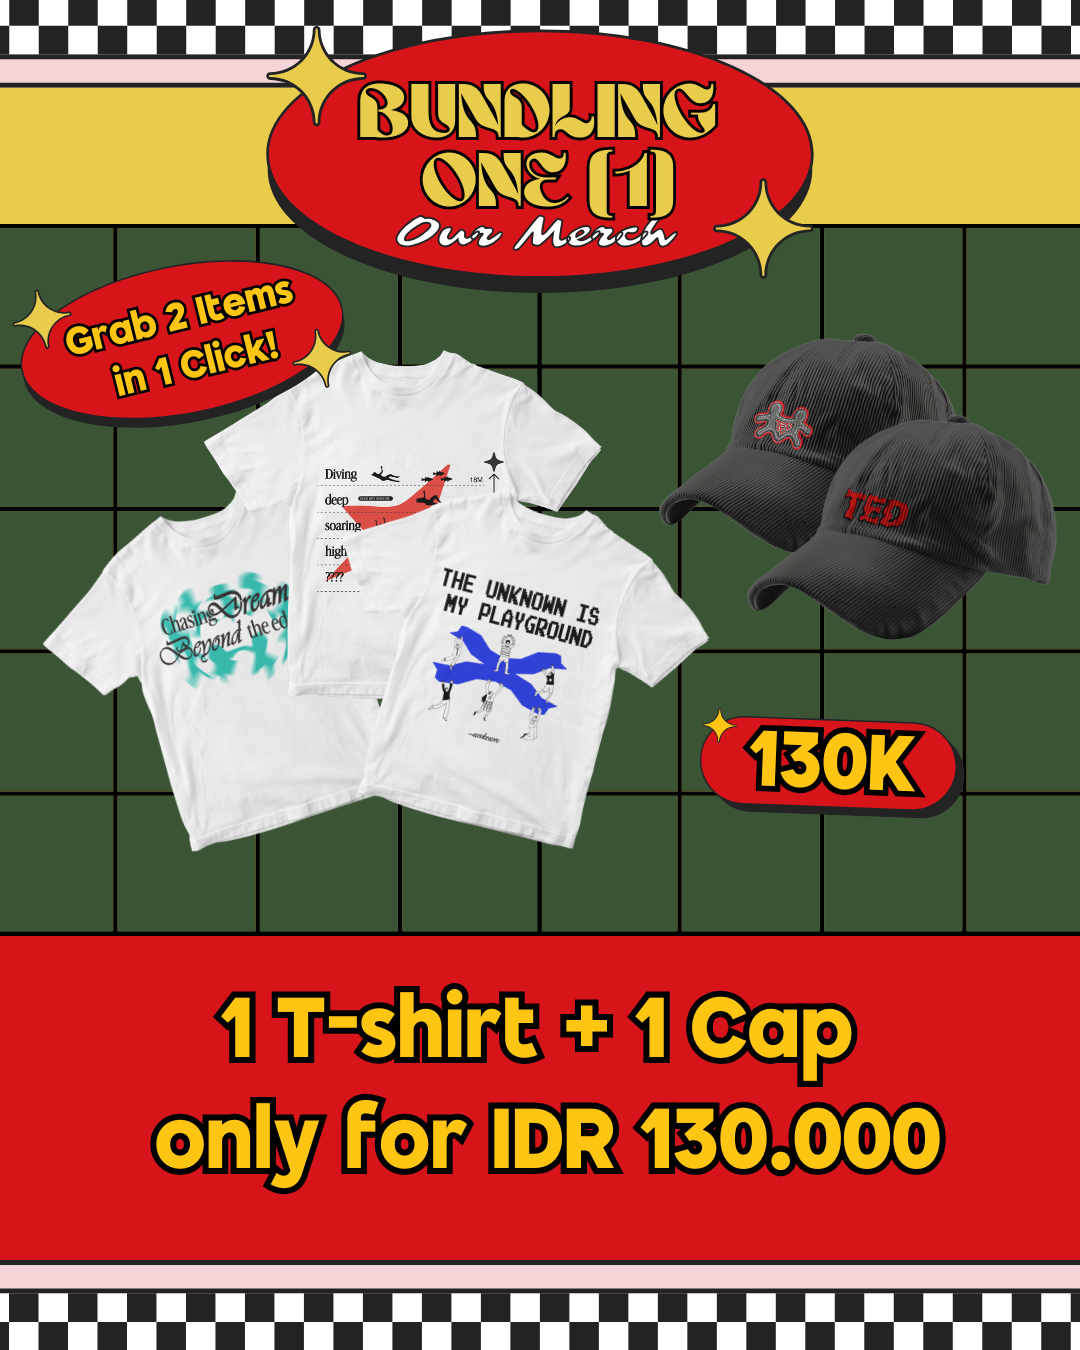 BUNDLING
ONE (1)
Our Merch
Grab 2 Items
in 1 Click!
Diving
18M
deep
soaring
high
????
Chasing Dream
Beyond the ed
THE UNKNOWN IS
MY PLAYGROUND
TED
130K
1 T-shirt + 1 Cap
only for IDR 130.000